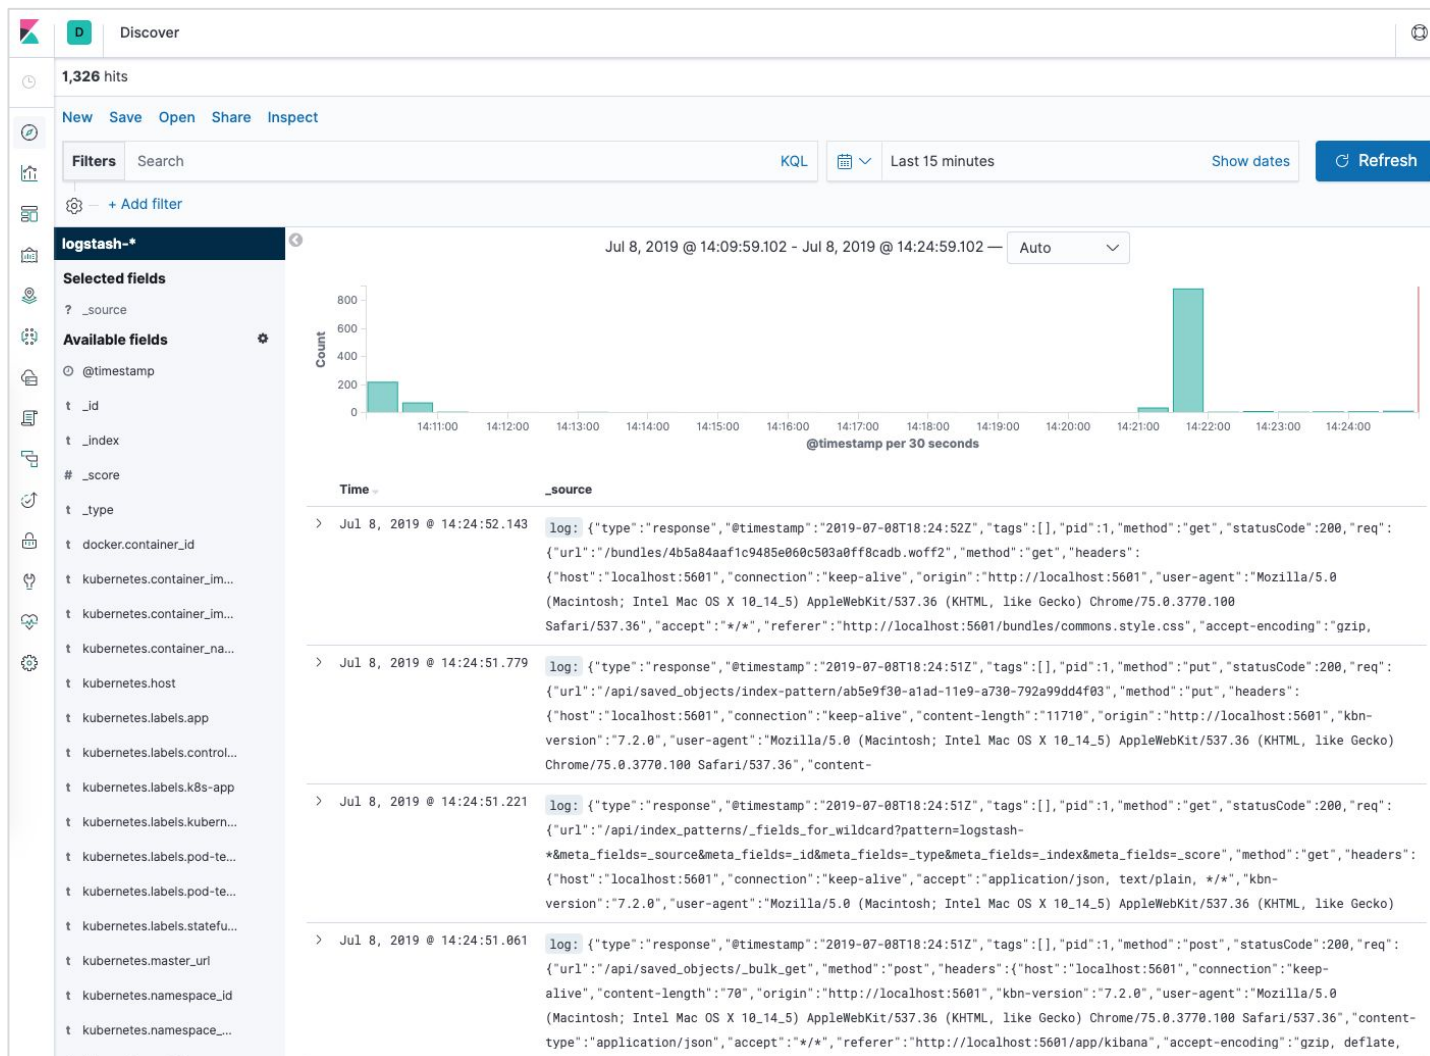 D Discover
1,326 hits
New Save Open Share Inspect
Filters Search KQL Last 15 minutes Show dates Refresh
+ Add filter
logstash-*
Selected fields
? _source
Available fields
@timestamp
t _id
t _index
# _score
t _type
t docker.container_id
t kubernetes.container_im...
t kubernetes.container_im...
t kubernetes.container_na...
t kubernetes.host
t kubernetes.labels.app
t kubernetes.labels.control...
t kubernetes.labels.k8s-app
t kubernetes.labels.kubern...
t kubernetes.labels.pod-te...
t kubernetes.labels.pod-te...
t kubernetes.labels.statefu...
t kubernetes.master_url
t kubernetes.namespace_id
t kubernetes.namespace_...
Jul 8, 2019 @ 14:09:59.102 - Jul 8, 2019 @ 14:24:59.102 — Auto
Count
800
600
400
200
0
14:11:00 14:12:00 14:13:00 14:14:00 14:15:00 14:16:00 14:17:00 14:18:00 14:19:00 14:20:00 14:21:00 14:22:00 14:23:00 14:24:00
@timestamp per 30 seconds
Time _source
Jul 8, 2019 @ 14:24:52.143 log: {"type":"response","@timestamp":"2019-07-08T18:24:52Z","tags":[],"pid":1,"method":"get","statusCode":200,"req":
{"url":"/bundles/4b5a84aaf1c9485e060c503a0ff8cadb.woff2","method":"get","headers":
{"host":"localhost:5601","connection":"keep-alive","origin":"http://localhost:5601","user-agent":"Mozilla/5.0
(Macintosh; Intel Mac OS X 10_14_5) AppleWebKit/537.36 (KHTML, like Gecko) Chrome/75.0.3770.100
Safari/537.36","accept":"*/*","referer":"http://localhost:5601/bundles/commons.style.css","accept-encoding":"gzip,
Jul 8, 2019 @ 14:24:51.779 log: {"type":"response","@timestamp":"2019-07-08T18:24:51Z","tags":[],"pid":1,"method":"put","statusCode":200,"req":
{"url":"/api/saved_objects/index-pattern/ab5e9f30-a1ad-11e9-a730-792a99dd4f03","method":"put","headers":
{"host":"localhost:5601","connection":"keep-alive","content-length":"11710","origin":"http://localhost:5601","kbn-
version":"7.2.0","user-agent":"Mozilla/5.0 (Macintosh; Intel Mac OS X 10_14_5) AppleWebKit/537.36 (KHTML, like Gecko)
Chrome/75.0.3770.100 Safari/537.36","content-
Jul 8, 2019 @ 14:24:51.221 log: {"type":"response","@timestamp":"2019-07-08T18:24:51Z","tags":[],"pid":1,"method":"get","statusCode":200,"req":
{"url":"/api/index_patterns/_fields_for_wildcard?pattern=logstash-
*&meta_fields=_source&meta_fields=_id&meta_fields=_type&meta_fields=_index&meta_fields=_score","method":"get","headers":
{"host":"localhost:5601","connection":"keep-alive","accept":"application/json, text/plain, */*","kbn-
version":"7.2.0","user-agent":"Mozilla/5.0 (Macintosh; Intel Mac OS X 10_14_5) AppleWebKit/537.36 (KHTML, like Gecko)
Jul 8, 2019 @ 14:24:51.061 log: {"type":"response","@timestamp":"2019-07-08T18:24:51Z","tags":[],"pid":1,"method":"post","statusCode":200,"req":
{"url":"/api/saved_objects/_bulk_get","method":"post","headers":{"host":"localhost:5601","connection":"keep-
alive","content-length":"70","origin":"http://localhost:5601","kbn-version":"7.2.0","user-agent":"Mozilla/5.0
(Macintosh; Intel Mac OS X 10_14_5) AppleWebKit/537.36 (KHTML, like Gecko) Chrome/75.0.3770.100 Safari/537.36","content-
type":"application/json","accept":"*/*","referer":"http://localhost:5601/app/kibana","accept-encoding":"gzip, deflate,